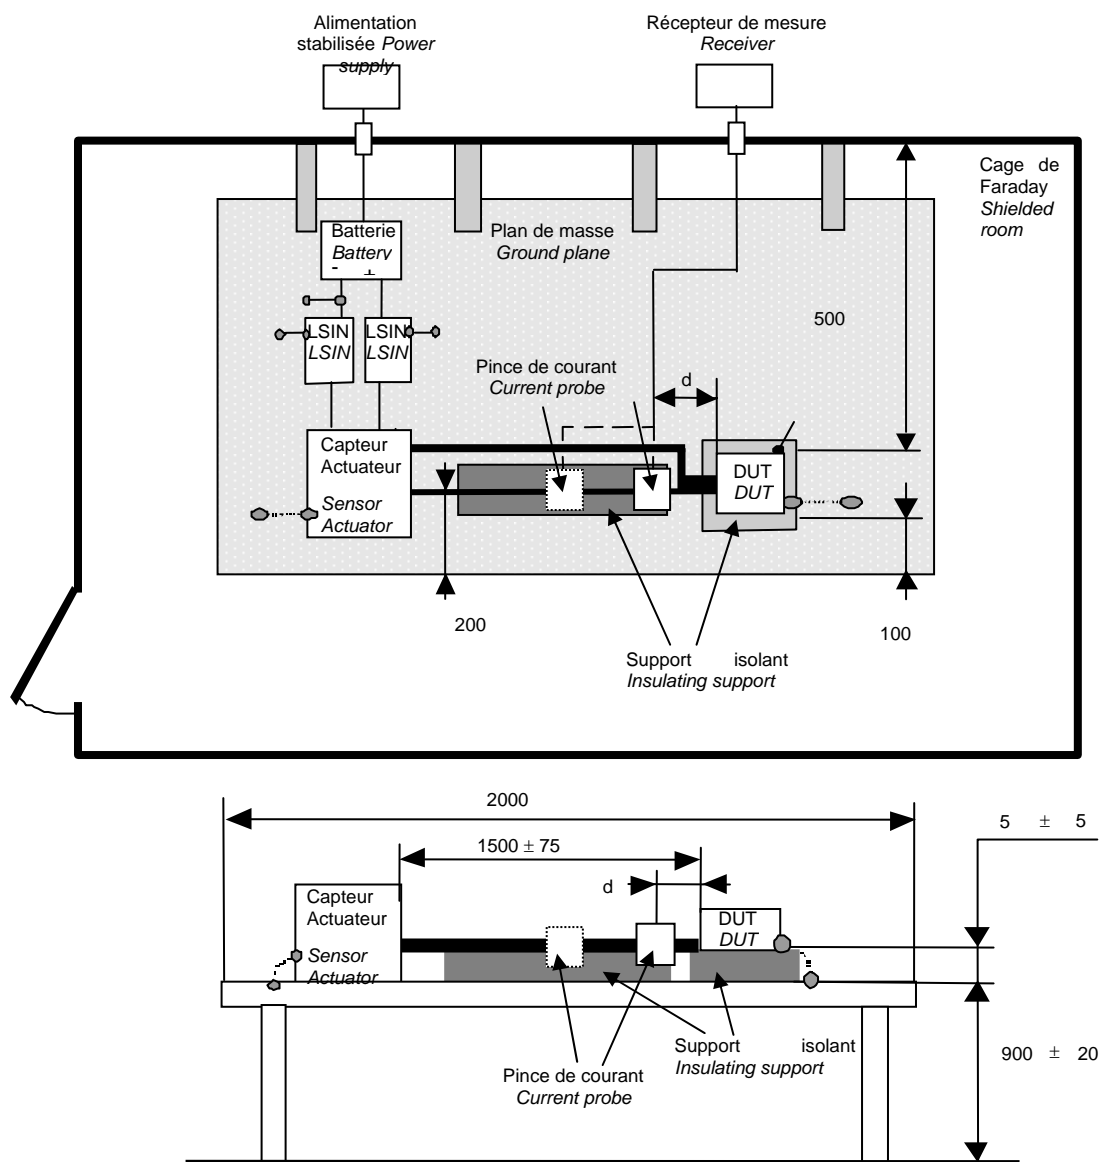 Alimentation
stabilisée Power
supply
Récepteur de mesure
Receiver
Cage de
Faraday
Shielded
room
Batterie
Battery
- +
Plan de masse
Ground plane
LSIN
LSIN
LSIN
LSIN
500
Pince de courant
Current probe
d
Capteur
Actuateur
Sensor
Actuator
DUT
DUT
200
100
Support isolant
Insulating support
2000
5 ± 5
1500 ± 75
d
Capteur
Actuateur
Sensor
Actuator
DUT
DUT
Support isolant
Insulating support
900 ± 20
Pince de courant
Current probe